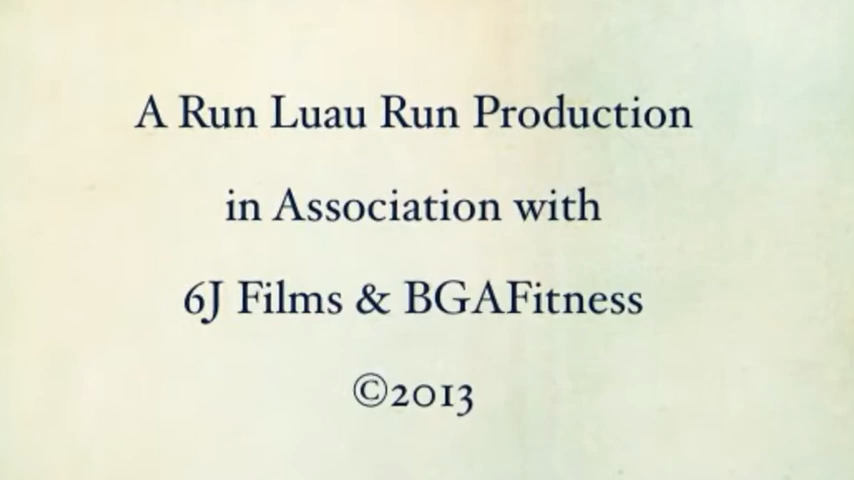 A Run Luau Run Production
in Association with
6J Films & BGAFitness
©2013